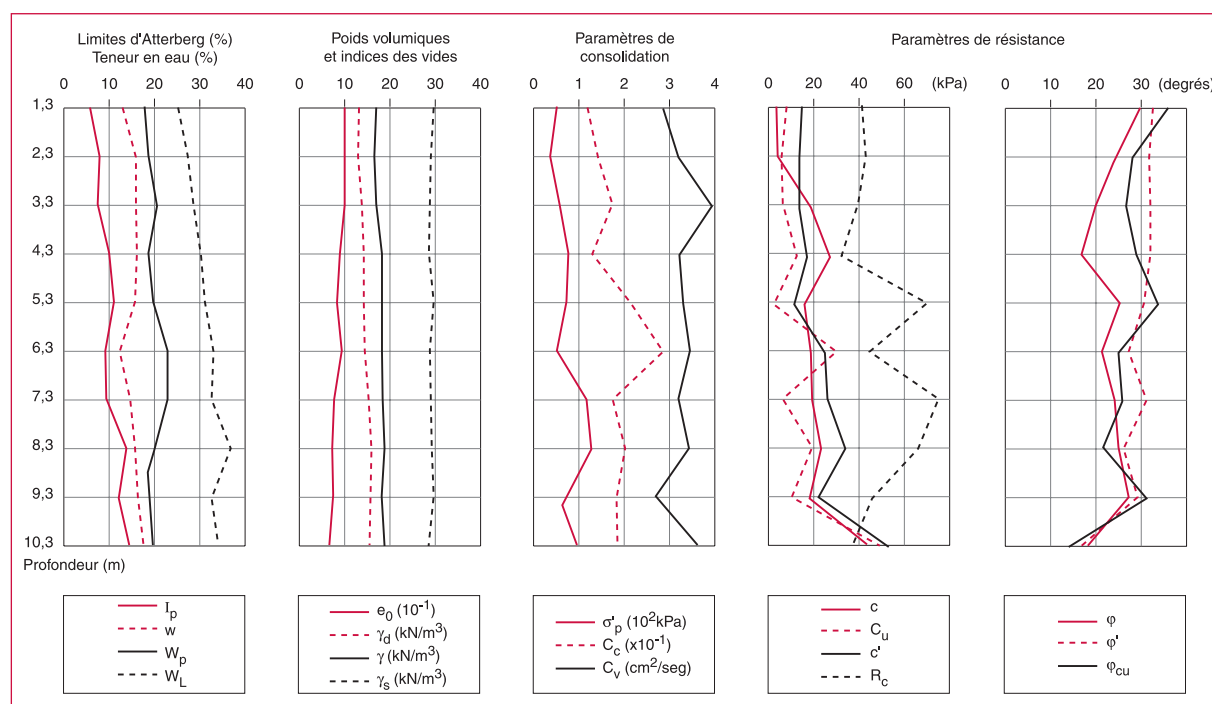 Limites d'Atterberg (%)
Teneur en eau (%)
0 10 20 30 40
Poids volumiques
et indices des vides
0 10 20 30 40
Paramètres de
consolidation
0 1 2 3 4
Paramètres de résistance
0 20 40 60 (kPa)
0 10 20 30 (degrés)
1,3
2,3
3,3
4,3
5,3
6,3
7,3
8,3
9,3
10,3
Profondeur (m)
Ip
w
Wp
WL
e0 (10-1)
γd (kN/m3)
γ (kN/m3)
γs (kN/m3)
σ'p (102kPa)
Cc (x10-1)
Cv (cm2/seg)
c
Cu
c'
Rc
φ
φ'
φcu